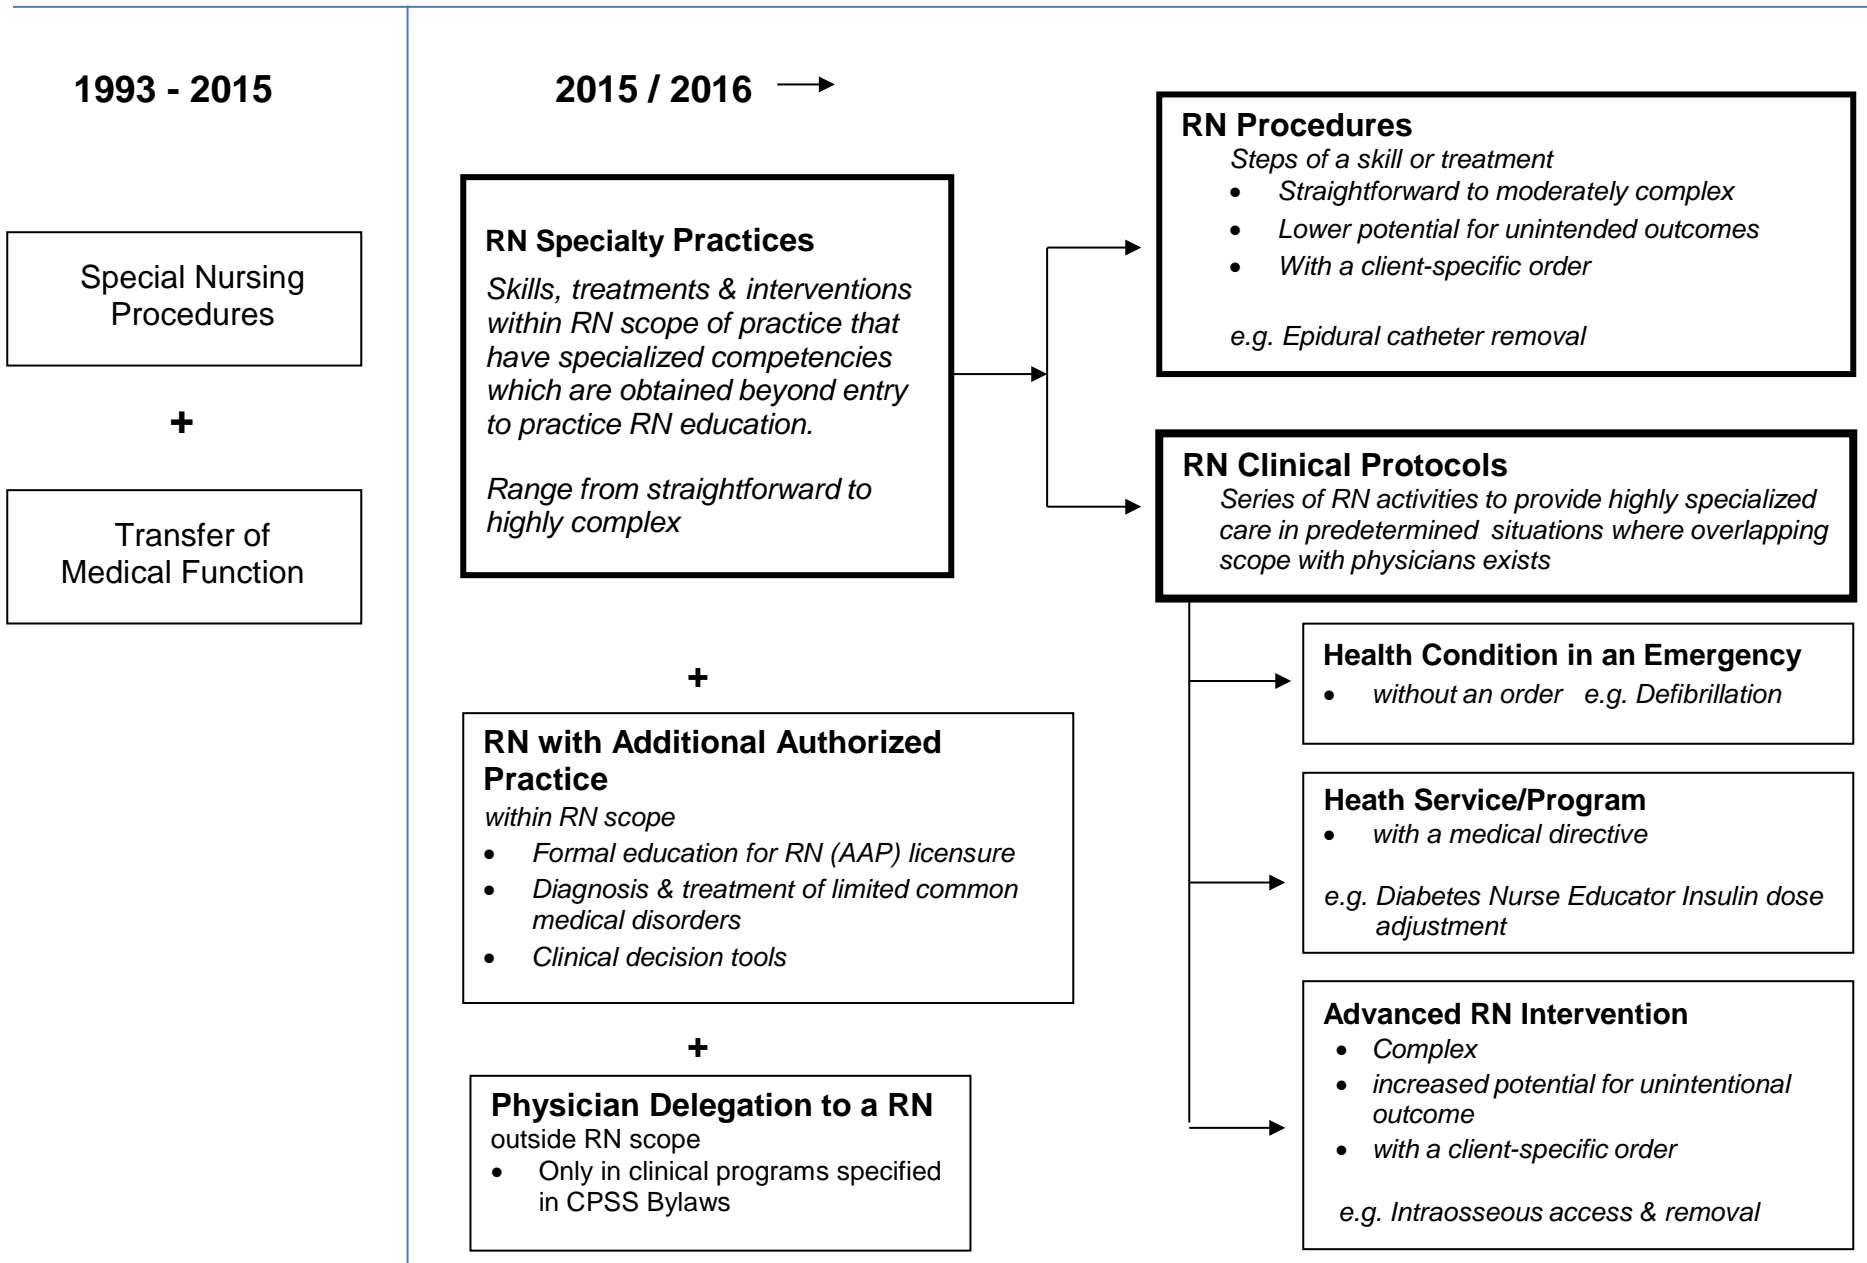 1993 - 2015
Special Nursing
Procedures
+
Transfer of
Medical Function
2015 / 2016
RN Specialty Practices
Skills, treatments & interventions
within RN scope of practice that
have specialized competencies
which are obtained beyond entry
to practice RN education.
Range from straightforward to
highly complex
+
RN with Additional Authorized
Practice
within RN scope
• Formal education for RN (AAP) licensure
• Diagnosis & treatment of limited common
medical disorders
• Clinical decision tools
+
Physician Delegation to a RN
outside RN scope
• Only in clinical programs specified
in CPSS Bylaws
RN Procedures
Steps of a skill or treatment
• Straightforward to moderately complex
• Lower potential for unintended outcomes
• With a client-specific order
e.g. Epidural catheter removal
RN Clinical Protocols
Series of RN activities to provide highly specialized
care in predetermined situations where overlapping
scope with physicians exists
Health Condition in an Emergency
• without an order e.g. Defibrillation
Heath Service/Program
• with a medical directive
e.g. Diabetes Nurse Educator Insulin dose
adjustment
Advanced RN Intervention
• Complex
• increased potential for unintentional
outcome
• with a client-specific order
e.g. Intraosseous access & removal